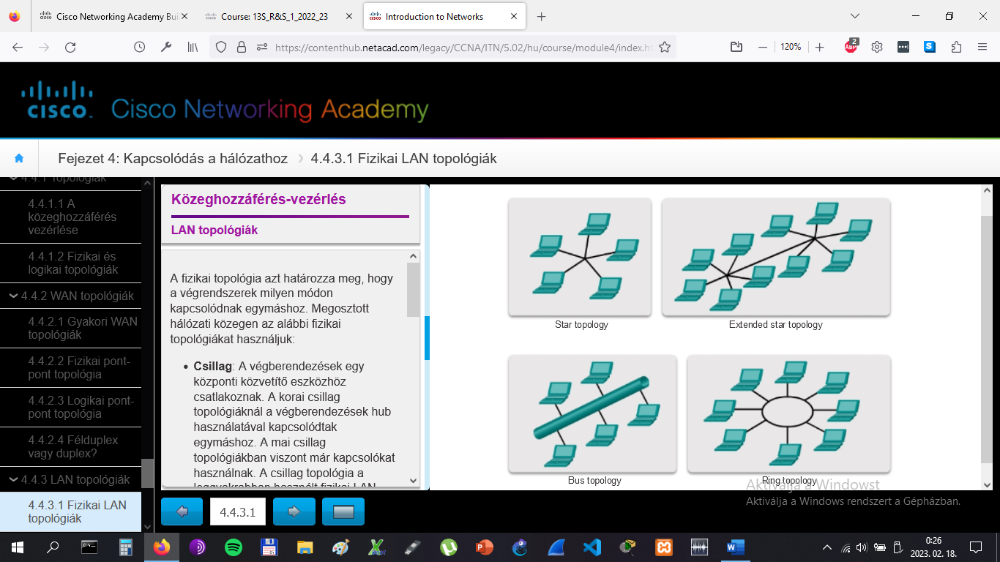 Cisco Networking Academy Bui
Course: 13S_R&S_1_2022_23
Introduction to Networks
https://contenthub.netacad.com/legacy/CCNA/ITN/5.02/hu/course/module4/index.ht
120%
ABP
2
CISCO
Cisco Networking Academy
Fejezet 4: Kapcsolódás a hálózathoz
4.4.3.1 Fizikai LAN topológiák
4.4.1 Topológiák
4.4.1.1 A
közeghozzáférés
vezérlése
4.4.1.2 Fizikai és
logikai topológiák
4.4.2 WAN topológiák
4.4.2.1 Gyakori WAN
topológiák
4.4.2.2 Fizikai pont-
pont topológia
4.4.2.3 Logikai pont-
pont topológia
4.4.2.4 Félduplex
vagy duplex?
4.4.3 LAN topológiák
4.4.3.1 Fizikai LAN
topológiák
Közeghozzáférés-vezérlés
LAN topológiák
A fizikai topológia azt határozza meg, hogy
a végrendszerek milyen módon
kapcsolódnak egymáshoz. Megosztott
hálózati közegen az alábbi fizikai
topológiákat használjuk:
• Csillag: A végberendezések egy
központi közvetítő eszközhöz
csatlakoznak. A korai csillag
topológiáknál a végberendezések hub
használatával kapcsolódtak
egymáshoz. A mai csillag
topológiákban viszont már kapcsolókat
használnak. A csillag topológia a
leggyakrabban használt fizikai LAN
Star topology
Extended star topology
Bus topology
Ring topology
Aktiválja a Windowst
Aktiválja a Windows rendszert a Gépházban.
4.4.3.1
0:26
2023. 02. 18.